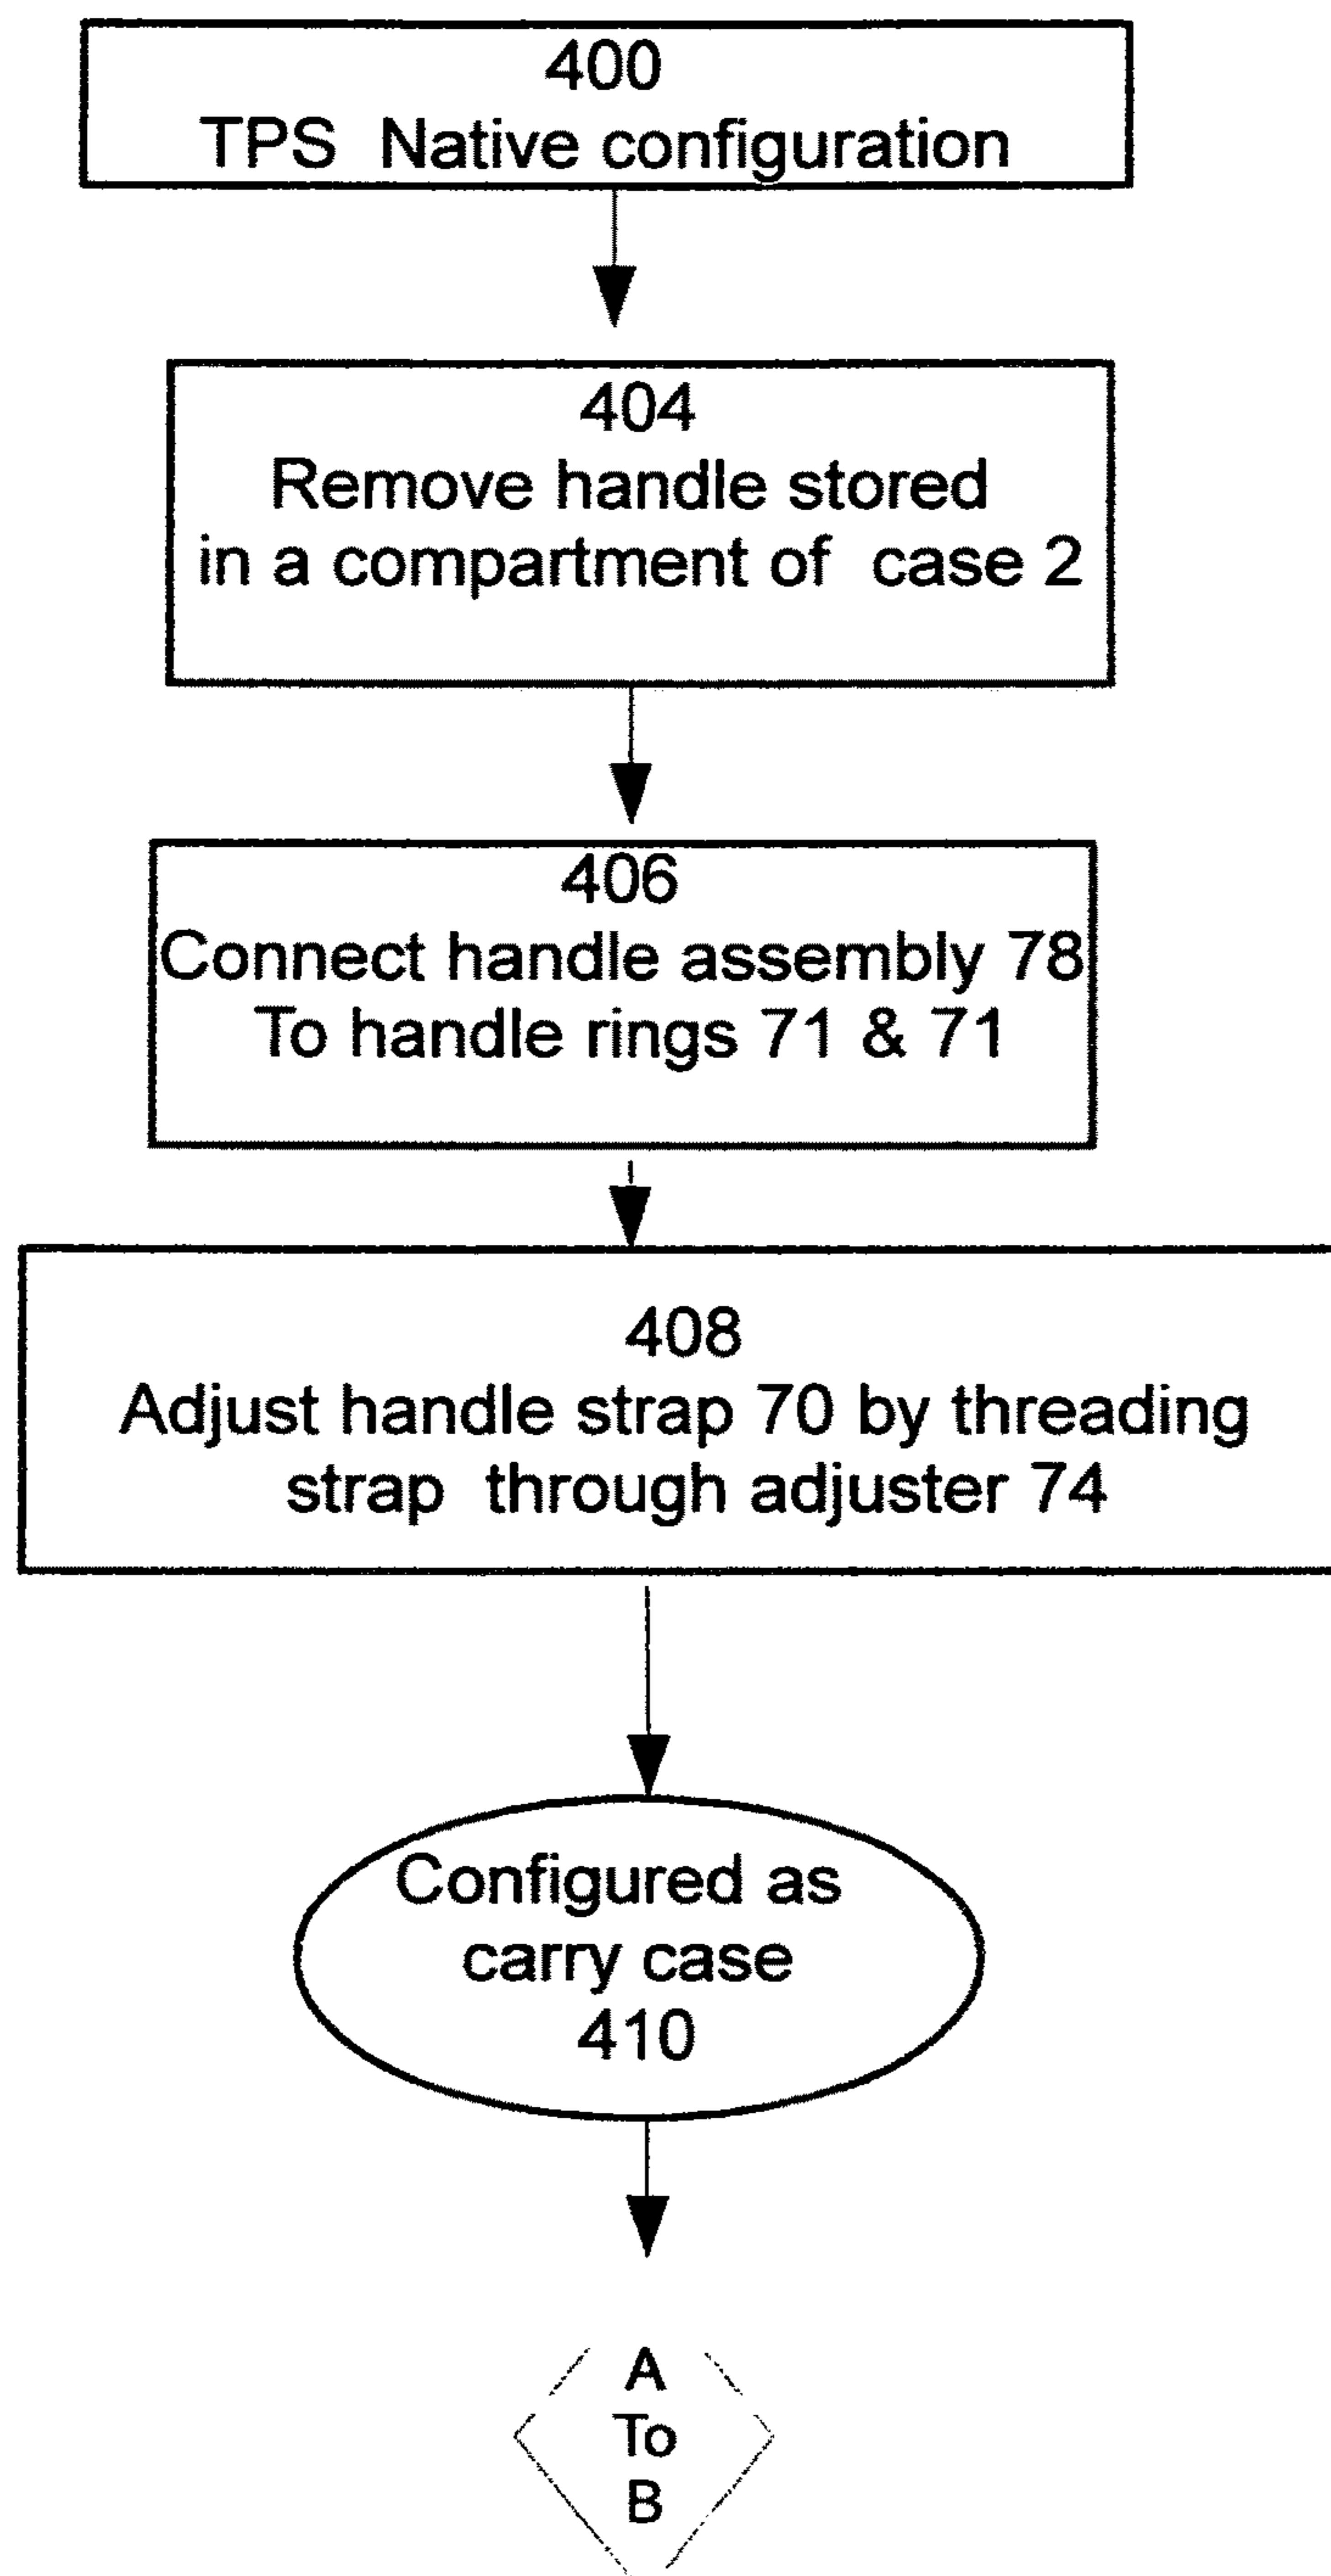 400
TPS Native configuration
404
Remove handle stored
in a compartment of case 2
406
Connect handle assembly 78
To handle rings 71 & 71
408
Adjust handle strap 70 by threading
strap through adjuster 74
Configured as
carry case
410
A
To
B